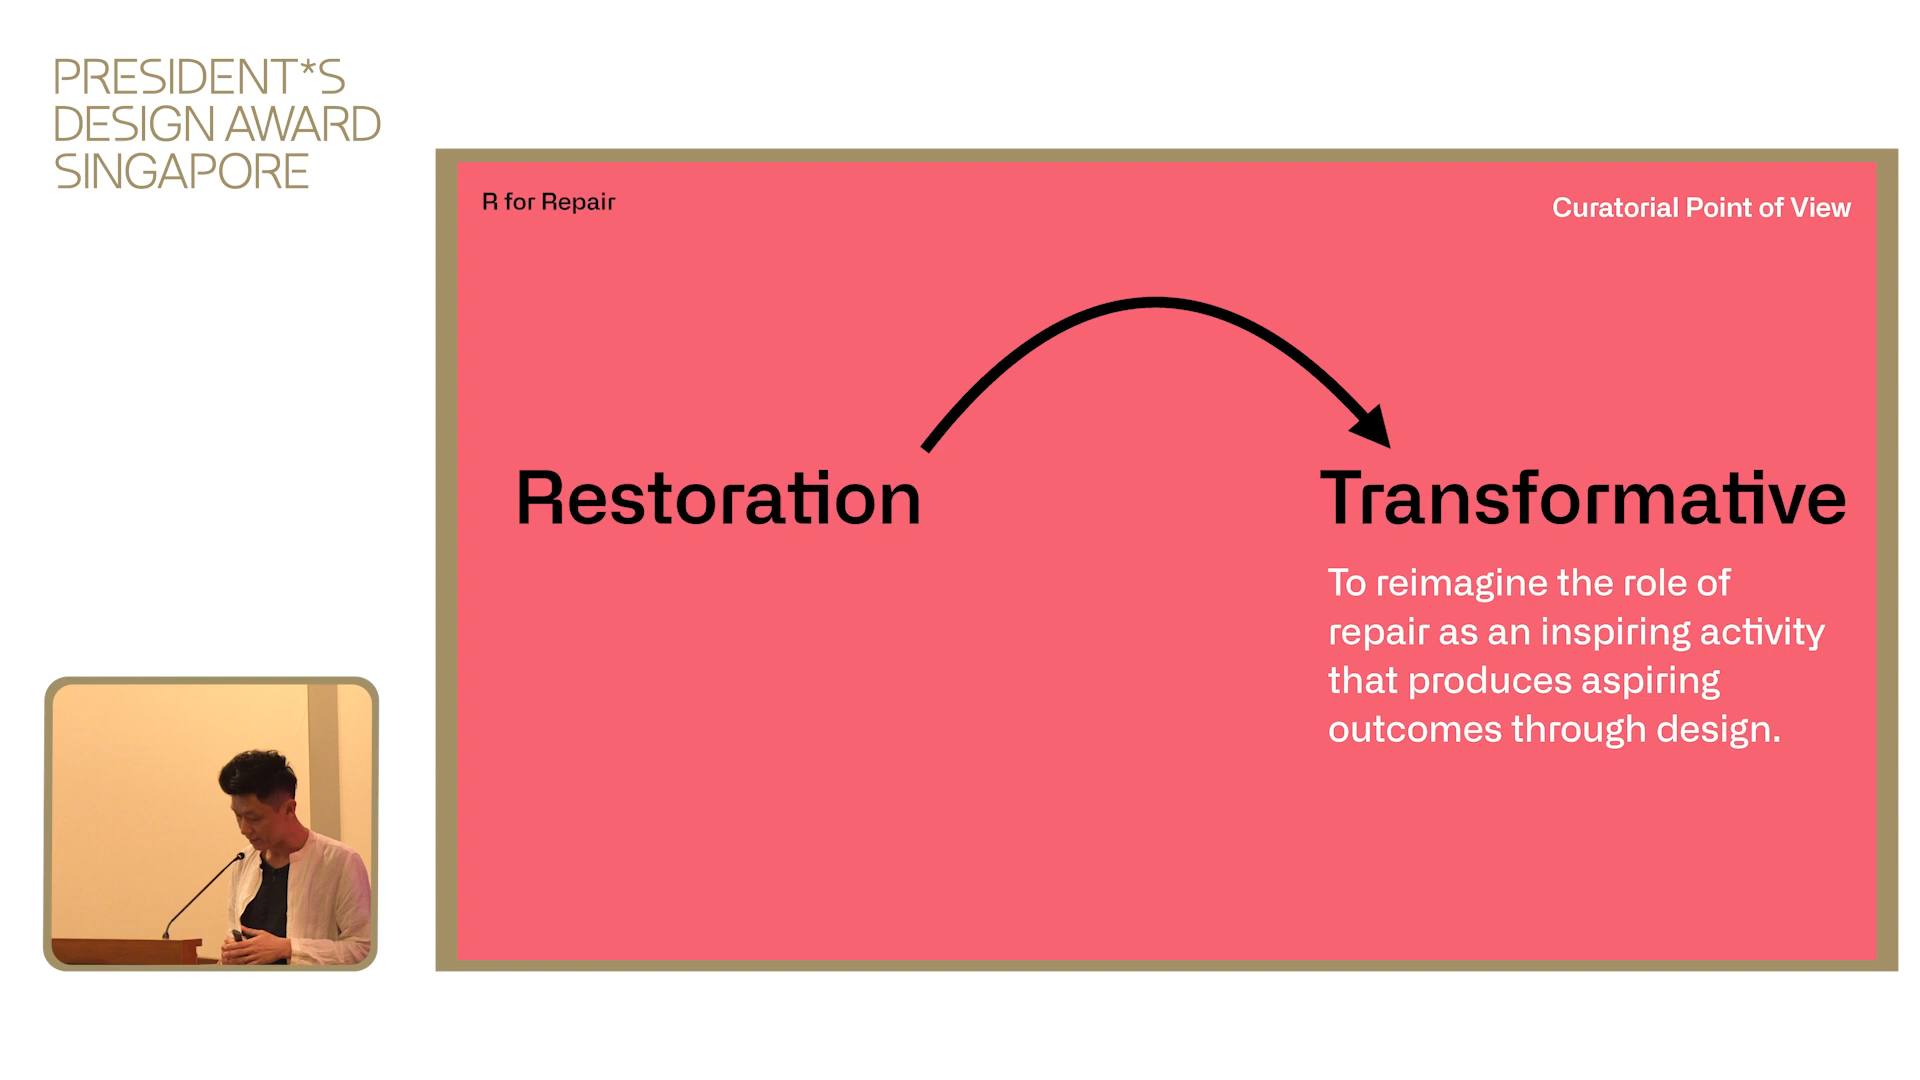 PRESIDENT*S
DESIGN AWARD
SINGAPORE
R for Repair
Curatorial Point of View
Restoration
Transformative
To reimagine the role of
repair as an inspiring activity
that produces aspiring
outcomes through design.